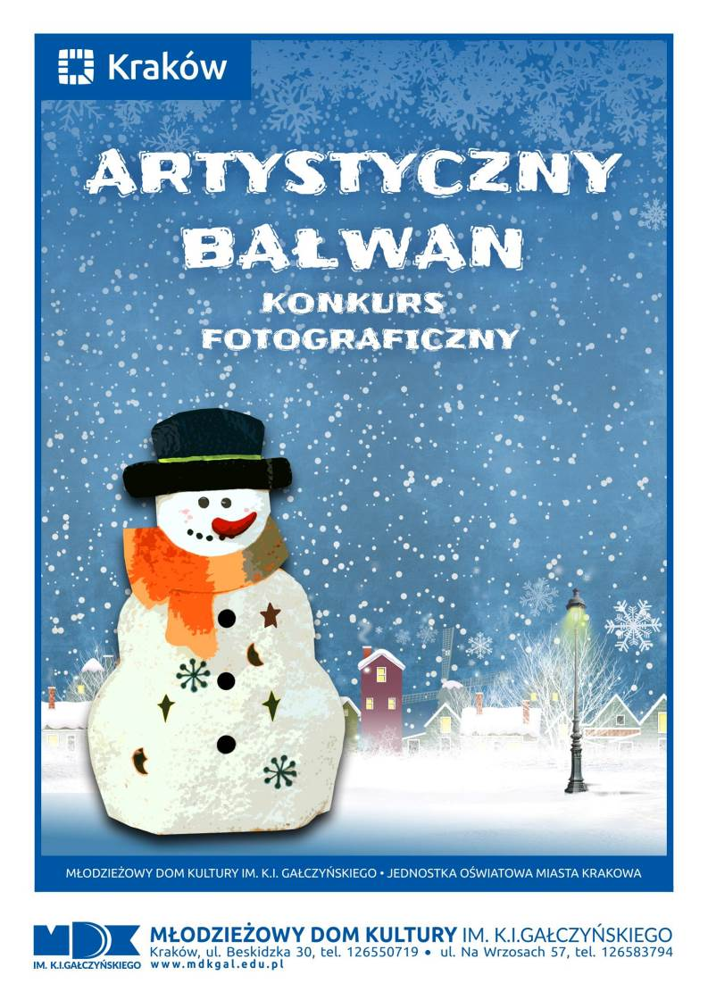 Kraków
ARTYSTYCZNY
BAŁWAN
KONKURS
FOTOGRAFICZNY
MŁODZIEŻOWY DOM KULTURY IM. K.I. GAŁCZYŃSKIEGO • JEDNOSTKA OŚWIATOWA MIASTA KRAKOWA
MDK
IM. K.I.GAŁCZYŃSKIEGO
MŁODZIEŻOWY DOM KULTURY IM. K.I.GAŁCZYŃSKIEGO
Kraków, ul. Beskidzka 30, tel. 126550719 • ul. Na Wrzosach 57, tel. 126583794
www.mdkgal.edu.pl